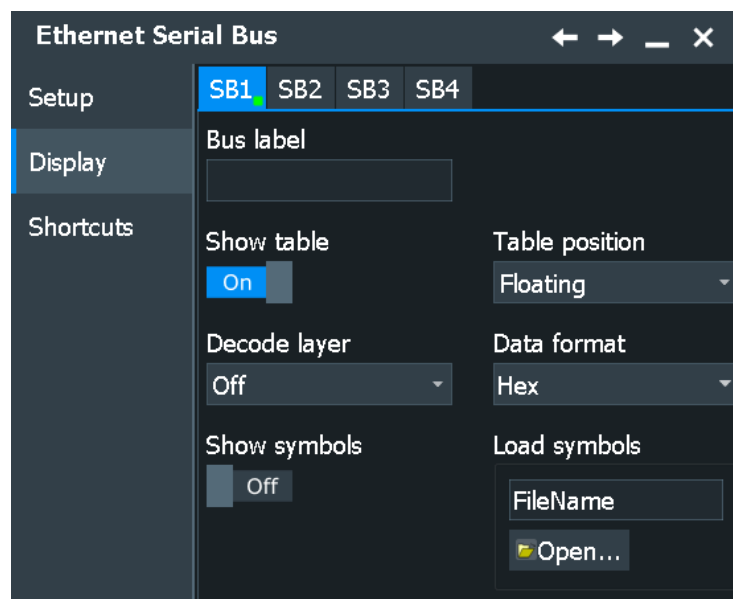 Ethernet Serial Bus
Setup
Display
Shortcuts
SB1 SB2 SB3 SB4
Bus label
Show table Table position
On Floating
Decode layer Data format
Off Hex
Show symbols Load symbols
Off
FileName
Open...